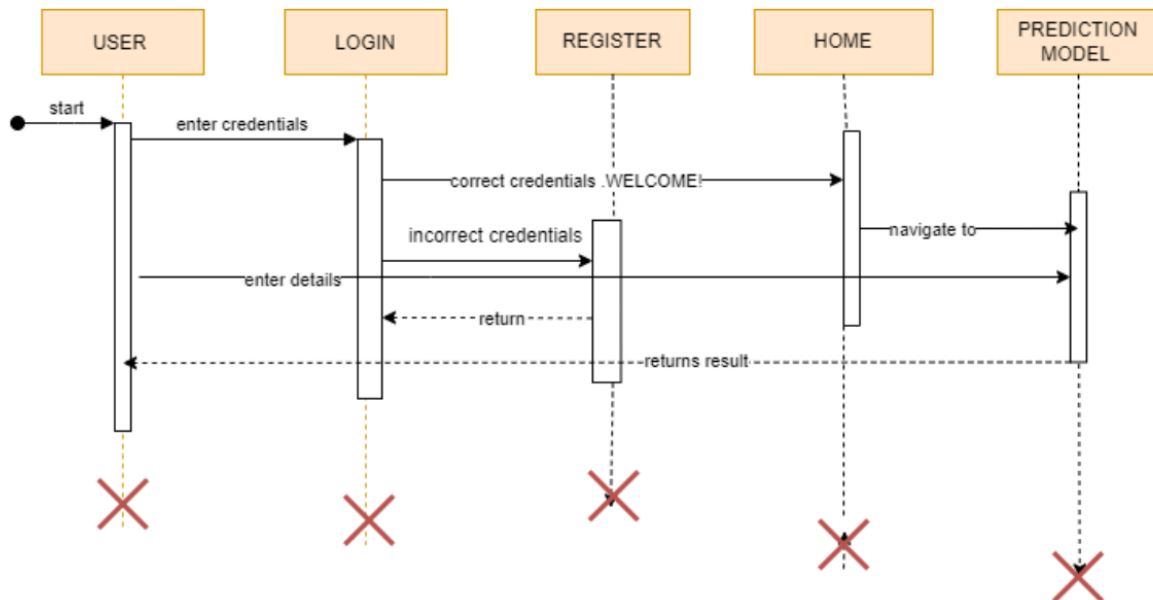 USER
LOGIN
REGISTER
HOME
PREDICTION
MODEL
start
enter credentials
correct credentials .WELCOME!
navigate to
incorrect credentials
enter details
return
returns result